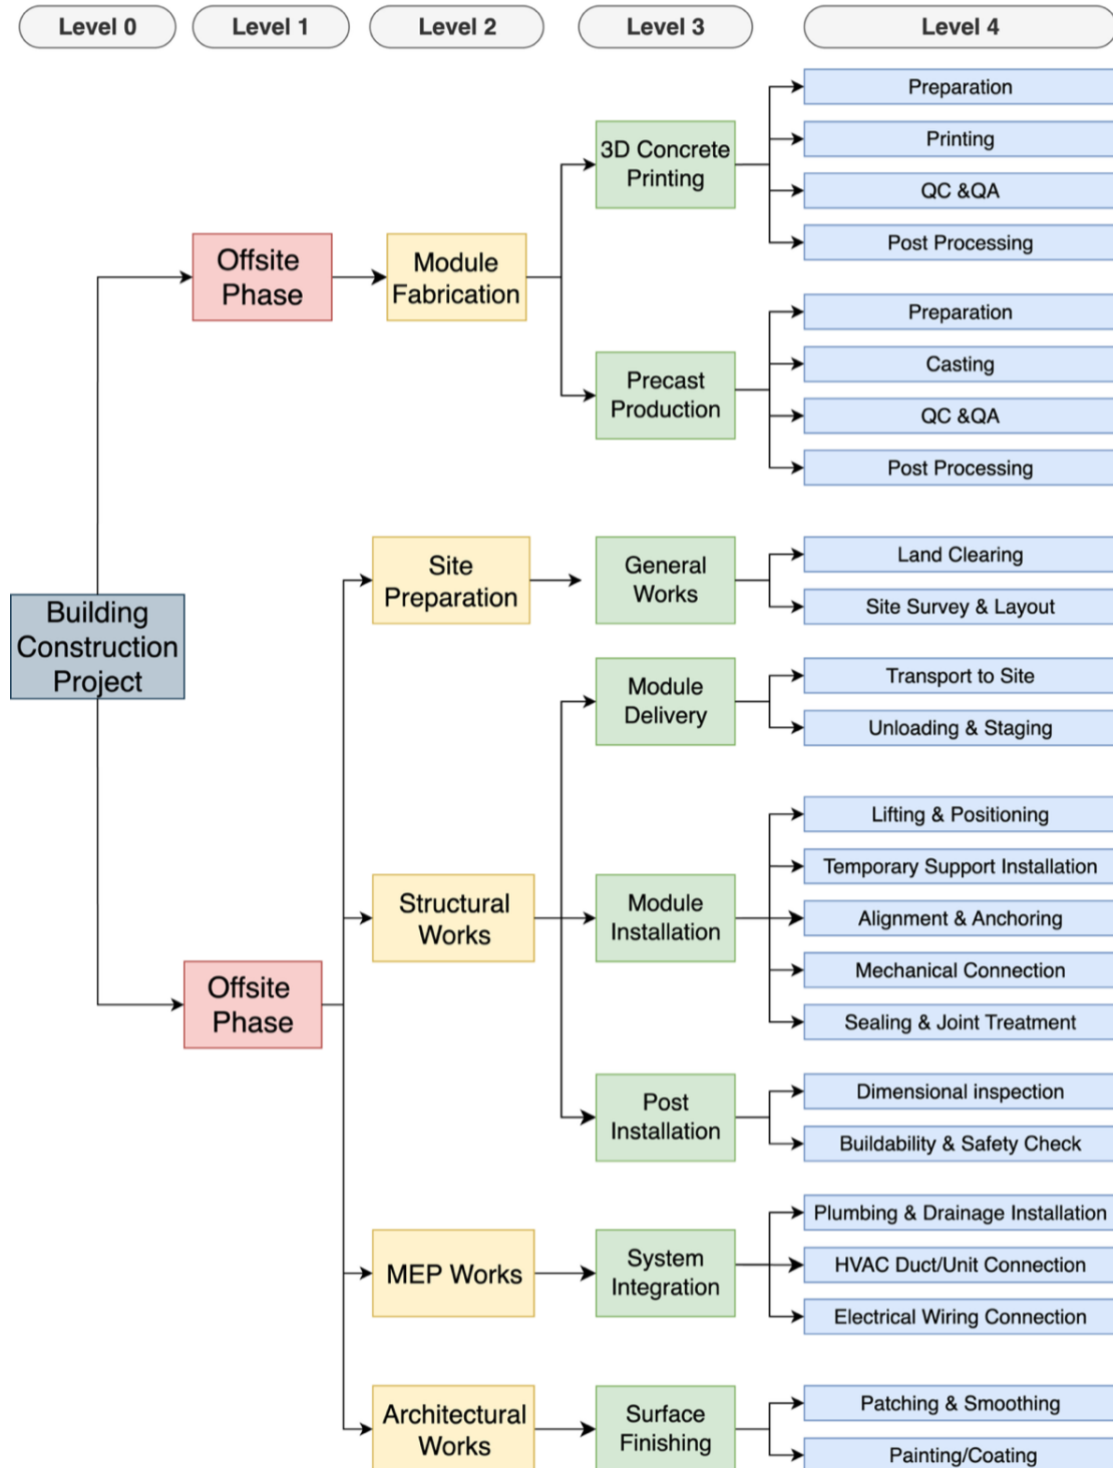 Level 0
Level 1
Level 2
Level 3
Level 4
Building
Construction
Project
Offsite
Phase
Module
Fabrication
3D Concrete
Printing
Preparation
Printing
QC &QA
Post Processing
Precast
Production
Preparation
Casting
QC &QA
Post Processing
Offsite
Phase
Site
Preparation
General
Works
Land Clearing
Site Survey & Layout
Structural
Works
Module
Delivery
Transport to Site
Unloading & Staging
Module
Installation
Lifting & Positioning
Temporary Support Installation
Alignment & Anchoring
Mechanical Connection
Sealing & Joint Treatment
Post
Installation
Dimensional inspection
Buildability & Safety Check
MEP Works
System
Integration
Plumbing & Drainage Installation
HVAC Duct/Unit Connection
Electrical Wiring Connection
Architectural
Works
Surface
Finishing
Patching & Smoothing
Painting/Coating